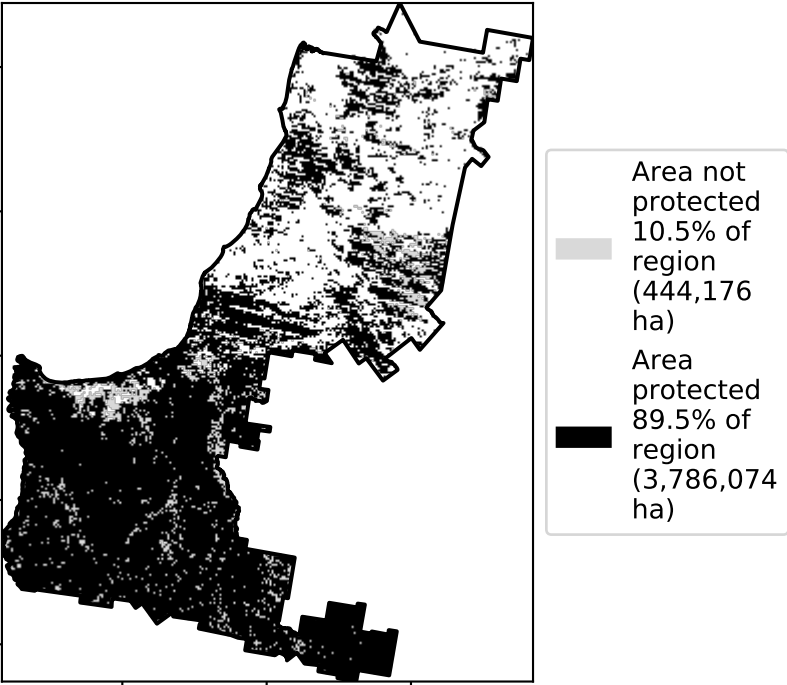 Area not
protected
10.5% of
region
(444,176
ha)
Area
protected
89.5% of
region
(3,786,074
ha)